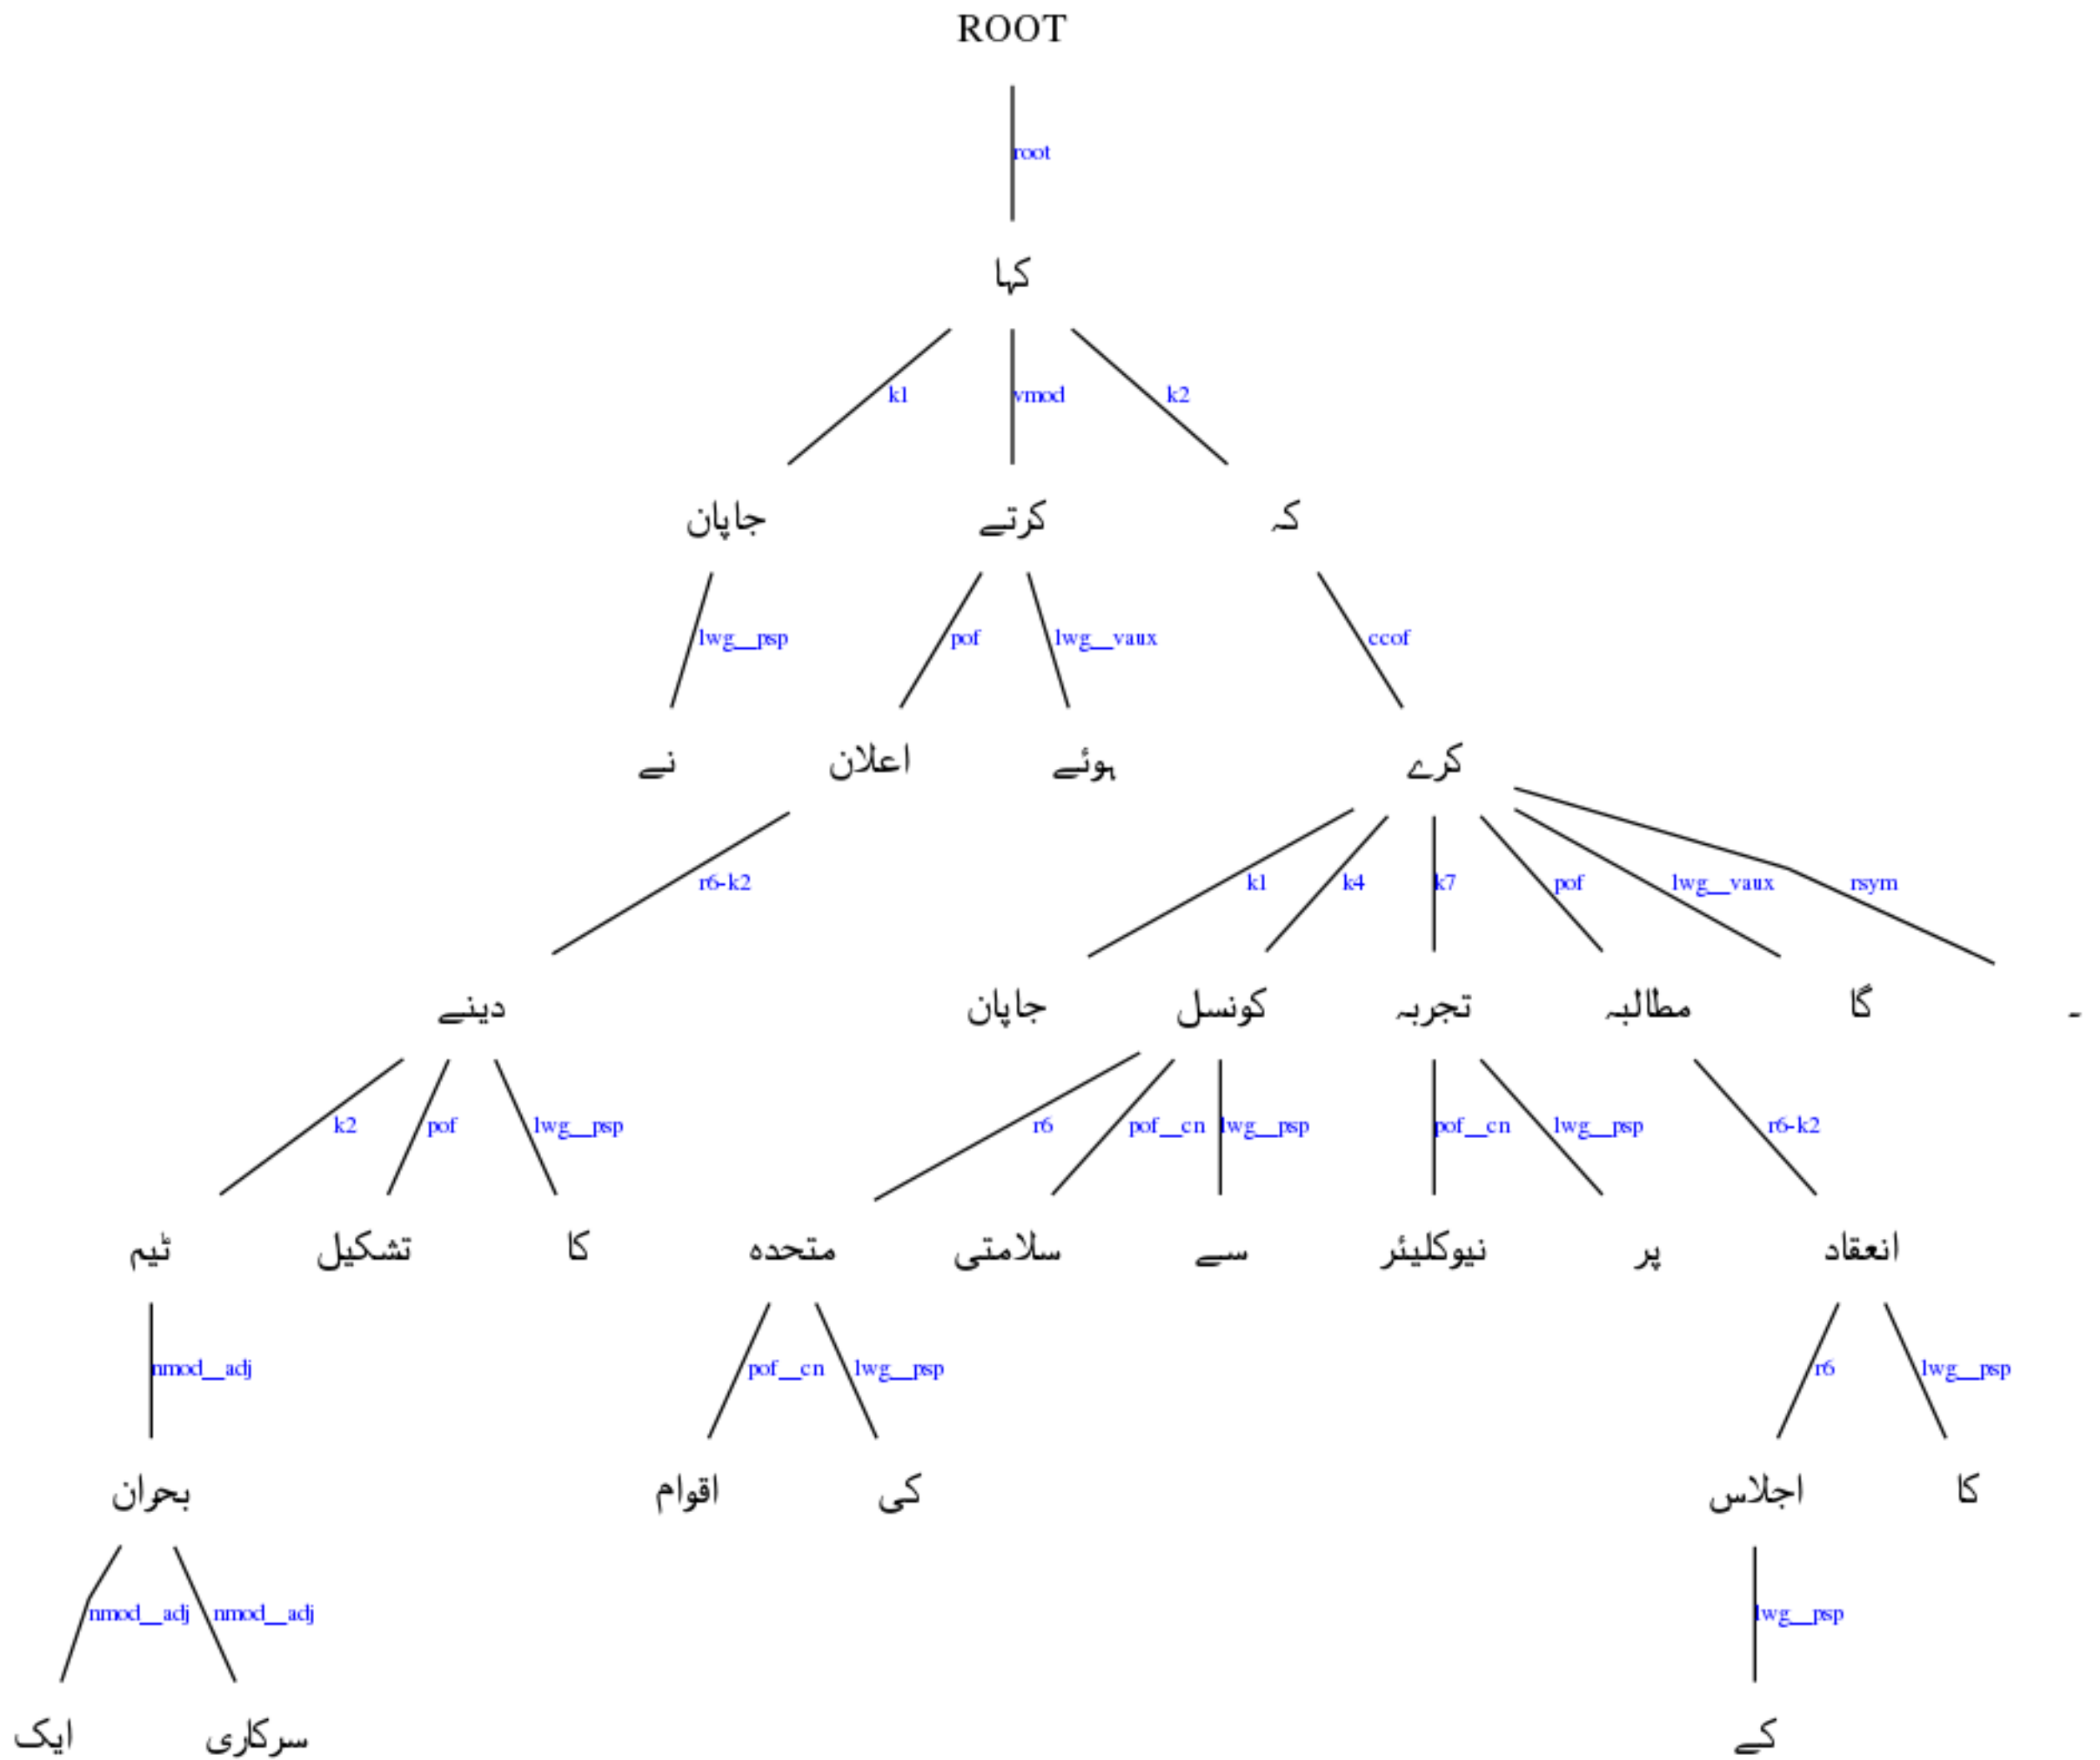 ROOT
root
کہا
k1 vmod k2
جاپان کرتے کہ
lwg__psp pof lwg__vaux ccof
نے اعلان ہوئے کرے
r6-k2 k1 k4 k7 pof lwg__vaux rsym
دینے جاپان کونسل تجربہ مطالبہ گا ۔
k2 pof lwg__psp r6 pof__cn lwg__psp pof__cn lwg__psp r6-k2
ٹیم تشکیل کا متحدہ سلامتی سے نیوکلیئر پر انعقاد
nmod__adj pof__cn lwg__psp r6 lwg__psp
بحران اقوام کی اجلاس کا
nmod__adj nmod__adj lwg__psp
ایک سرکاری کے